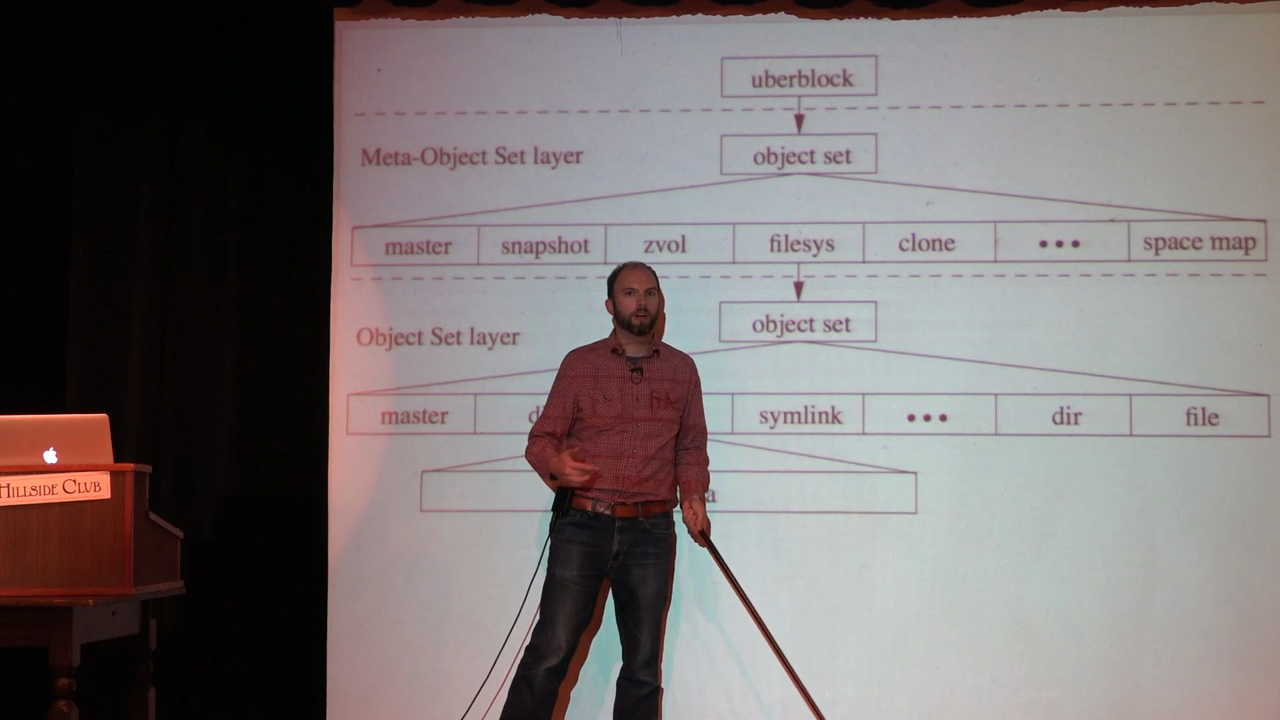 uberblock
Meta-Object Set layer
object set
master snapshot zvol filesys clone ••• space map
Object Set layer
object set
master symlink ••• dir file
HILLSIDE CLUB